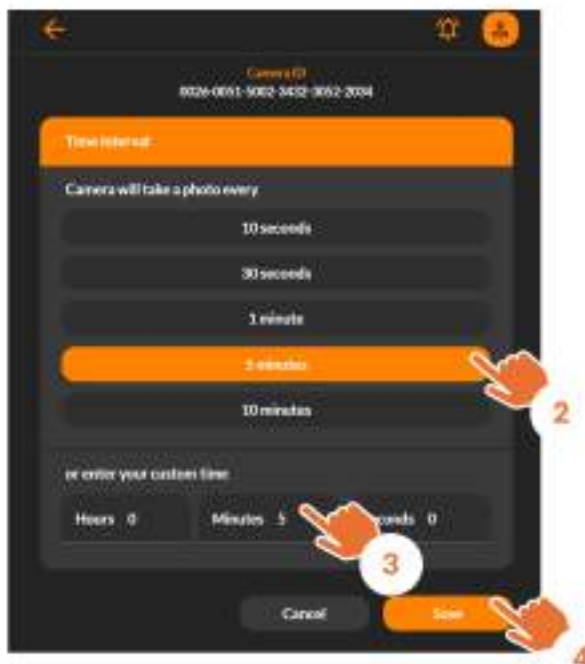 Camera ID
0026-0051-5002-3432-3052-2034
Time Interval
Camera will take a photo every
10 seconds
30 seconds
1 minute
5 minutes
2
10 minutes
or enter your custom time
Hours 0 Minutes 5 conds 0
3
Cancel Save
4